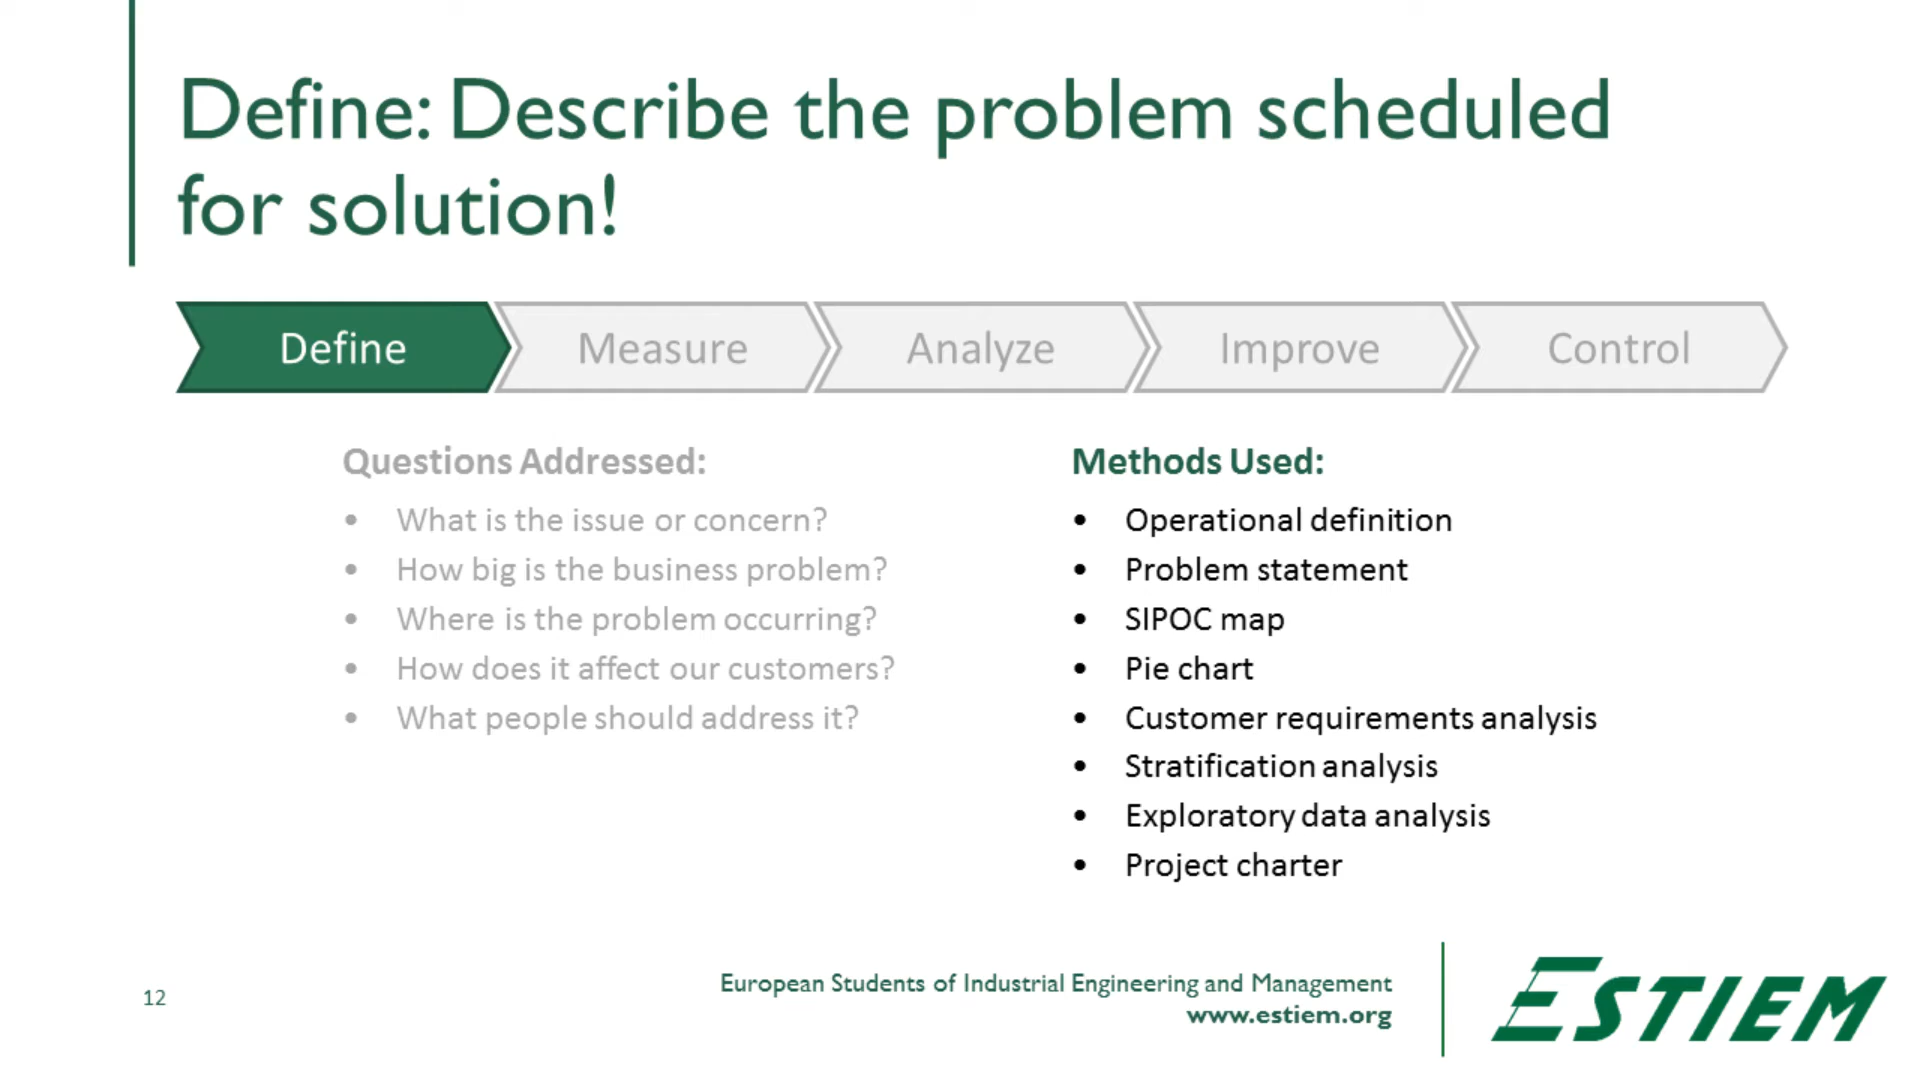 Define: Describe the problem scheduled
for solution!
Define
Measure
Analyze
Improve
Control
Questions Addressed:
• What is the issue or concern?
• How big is the business problem?
• Where is the problem occurring?
• How does it affect our customers?
• What people should address it?
Methods Used:
• Operational definition
• Problem statement
• SIPOC map
• Pie chart
• Customer requirements analysis
• Stratification analysis
• Exploratory data analysis
• Project charter
12
European Students of Industrial Engineering and Management
www.estiem.org
ESTIEM